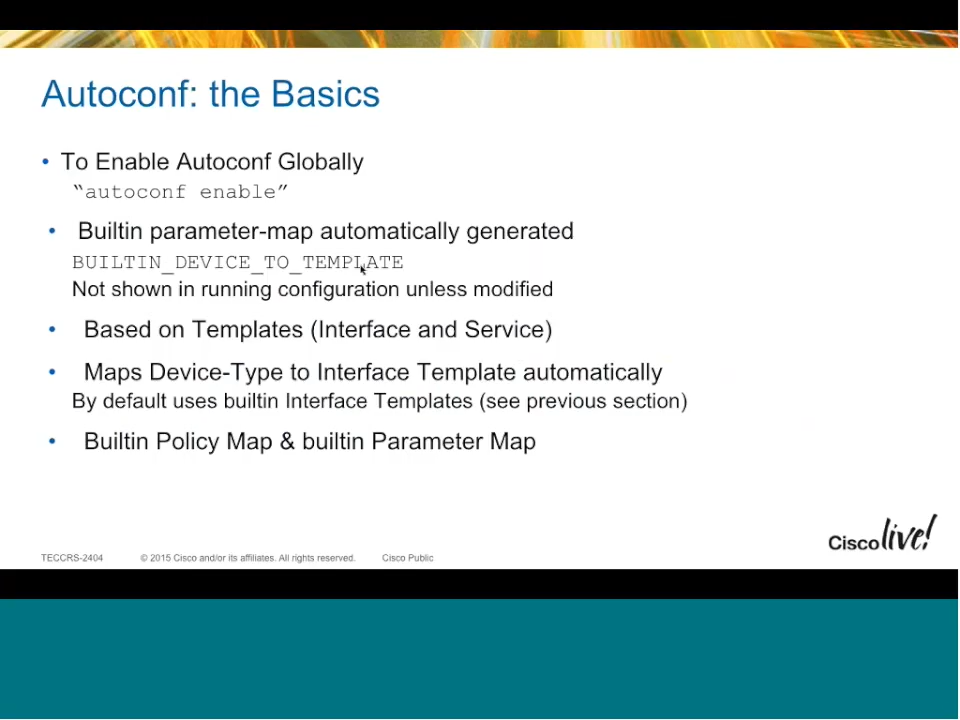 Autoconf: the Basics
• To Enable Autoconf Globally
“autoconf enable”
• Builtin parameter-map automatically generated
BUILTIN_DEVICE_TO_TEMPLATE
Not shown in running configuration unless modified
• Based on Templates (Interface and Service)
• Maps Device-Type to Interface Template automatically
By default uses builtin Interface Templates (see previous section)
• Builtin Policy Map & builtin Parameter Map
Cisco live!
TECCRS-2404 © 2015 Cisco and/or its affiliates. All rights reserved. Cisco Public